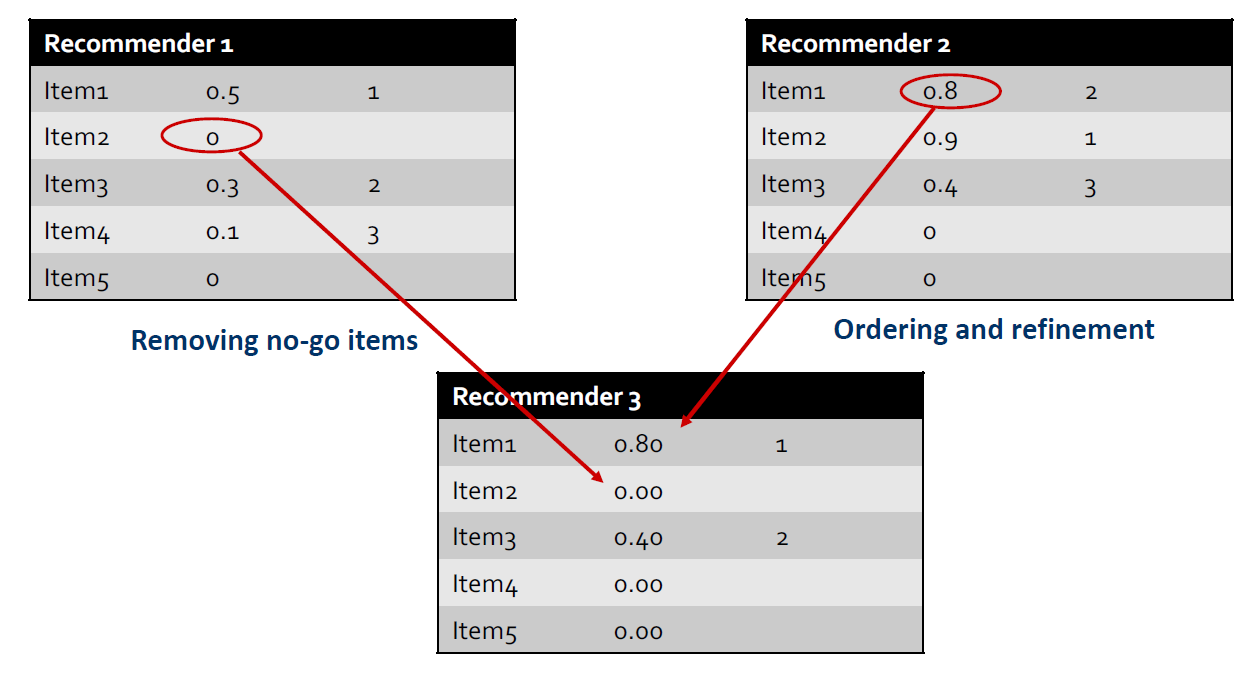 Recommender 1
Item1 0.5 1
Item2 0
Item3 0.3 2
Item4 0.1 3
Item5 0
Removing no-go items
Recommender 2
Item1 0.8 2
Item2 0.9 1
Item3 0.4 3
Item4 0
Item5 0
Ordering and refinement
Recommender 3
Item1 0.80 1
Item2 0.00
Item3 0.40 2
Item4 0.00
Item5 0.00